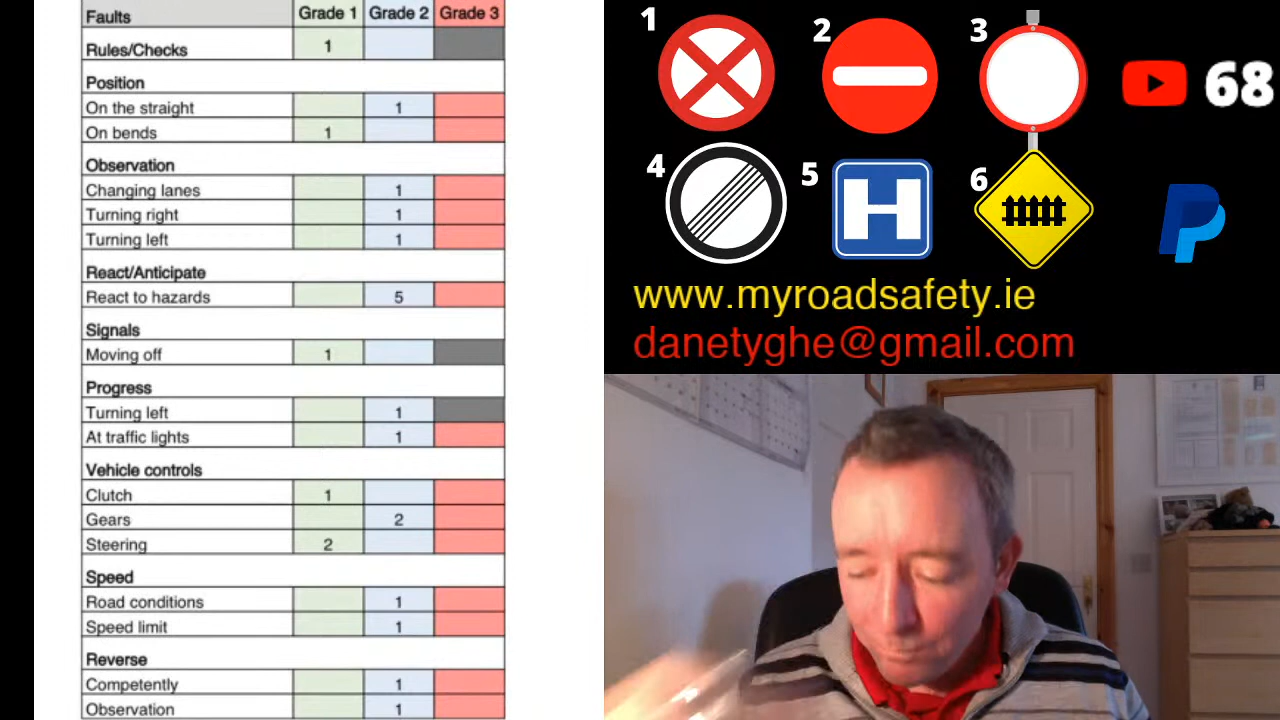 Faults Grade 1 Grade 2 Grade 3
Rules/Checks 1
Position
On the straight 1
On bends 1
Observation
Changing lanes 1
Turning right 1
Turning left 1
React/Anticipate
React to hazards 5
Signals
Moving off 1
Progress
Turning left 1
At traffic lights 1
Vehicle controls
Clutch 1
Gears 2
Steering 2
Speed
Road conditions 1
Speed limit 1
Reverse
Competently 1
Observation 1
1 2 3
68
4 5 H 6
www.myroadsafety.ie
danetyghe@gmail.com